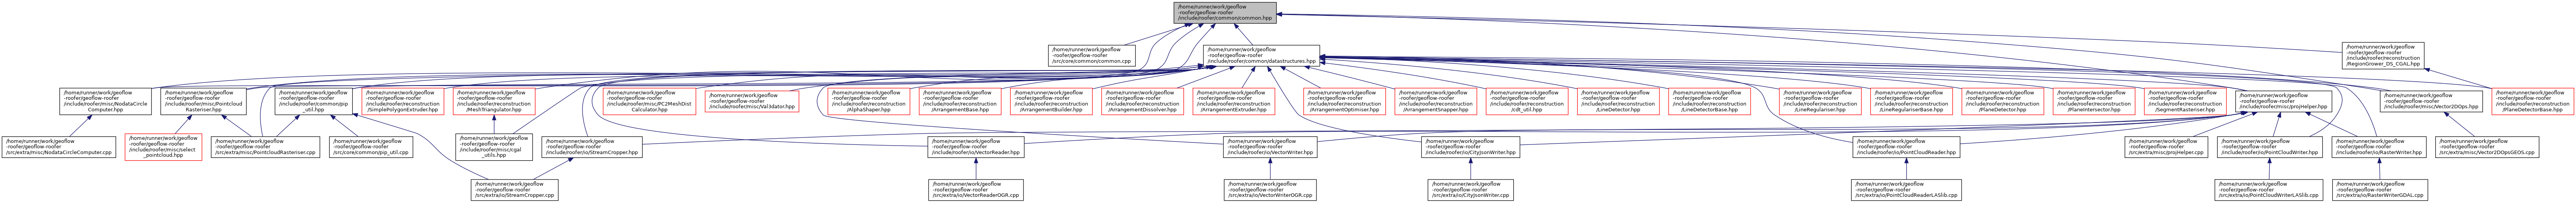 /home/runner/work/geoflow
-roofer/geoflow-roofer
/include/roofer/common/common.hpp
/home/runner/work/geoflow
-roofer/geoflow-roofer
/src/core/common/common.cpp
/home/runner/work/geoflow
-roofer/geoflow-roofer
/include/roofer/common/datastructures.hpp
/home/runner/work/geoflow
-roofer/geoflow-roofer
/include/roofer/reconstruction
/RegionGrower_DS_CGAL.hpp
/home/runner/work/geoflow
-roofer/geoflow-roofer
/include/roofer/misc/NodataCircle
Computer.hpp
/home/runner/work/geoflow
-roofer/geoflow-roofer
/include/roofer/misc/Pointcloud
Rasteriser.hpp
/home/runner/work/geoflow
-roofer/geoflow-roofer
/include/roofer/common/pip
_util.hpp
/home/runner/work/geoflow
-roofer/geoflow-roofer
/include/roofer/reconstruction
/SimplePolygonExtruder.hpp
/home/runner/work/geoflow
-roofer/geoflow-roofer
/include/roofer/reconstruction
/MeshTriangulator.hpp
/home/runner/work/geoflow
-roofer/geoflow-roofer
/include/roofer/misc/PC2MeshDist
Calculator.hpp
/home/runner/work/geoflow
-roofer/geoflow-roofer
/include/roofer/misc/Val3dator.hpp
/home/runner/work/geoflow
-roofer/geoflow-roofer
/include/roofer/reconstruction
/AlphaShaper.hpp
/home/runner/work/geoflow
-roofer/geoflow-roofer
/include/roofer/reconstruction
/ArrangementBase.hpp
/home/runner/work/geoflow
-roofer/geoflow-roofer
/include/roofer/reconstruction
/ArrangementBuilder.hpp
/home/runner/work/geoflow
-roofer/geoflow-roofer
/include/roofer/reconstruction
/ArrangementDissolver.hpp
/home/runner/work/geoflow
-roofer/geoflow-roofer
/include/roofer/reconstruction
/ArrangementExtruder.hpp
/home/runner/work/geoflow
-roofer/geoflow-roofer
/include/roofer/reconstruction
/ArrangementOptimiser.hpp
/home/runner/work/geoflow
-roofer/geoflow-roofer
/include/roofer/reconstruction
/ArrangementSnapper.hpp
/home/runner/work/geoflow
-roofer/geoflow-roofer
/include/roofer/reconstruction
/cdt_util.hpp
/home/runner/work/geoflow
-roofer/geoflow-roofer
/include/roofer/reconstruction
/LineDetector.hpp
/home/runner/work/geoflow
-roofer/geoflow-roofer
/include/roofer/reconstruction
/LineDetectorBase.hpp
/home/runner/work/geoflow
-roofer/geoflow-roofer
/include/roofer/reconstruction
/LineRegulariser.hpp
/home/runner/work/geoflow
-roofer/geoflow-roofer
/include/roofer/reconstruction
/LineRegulariserBase.hpp
/home/runner/work/geoflow
-roofer/geoflow-roofer
/include/roofer/reconstruction
/PlaneDetector.hpp
/home/runner/work/geoflow
-roofer/geoflow-roofer
/include/roofer/reconstruction
/PlaneIntersector.hpp
/home/runner/work/geoflow
-roofer/geoflow-roofer
/include/roofer/reconstruction
/SegmentRasteriser.hpp
/home/runner/work/geoflow
-roofer/geoflow-roofer
/include/roofer/misc/projHelper.hpp
/home/runner/work/geoflow
-roofer/geoflow-roofer
/include/roofer/misc/Vector2DOps.hpp
/home/runner/work/geoflow
-roofer/geoflow-roofer
/include/roofer/reconstruction
/PlaneDetectorBase.hpp
/home/runner/work/geoflow
-roofer/geoflow-roofer
/src/extra/misc/NodataCircleComputer.cpp
/home/runner/work/geoflow
-roofer/geoflow-roofer
/include/roofer/misc/select
_pointcloud.hpp
/home/runner/work/geoflow
-roofer/geoflow-roofer
/src/extra/misc/PointcloudRasteriser.cpp
/home/runner/work/geoflow
-roofer/geoflow-roofer
/src/core/common/pip_util.cpp
/home/runner/work/geoflow
-roofer/geoflow-roofer
/include/roofer/misc/cgal
_utils.hpp
/home/runner/work/geoflow
-roofer/geoflow-roofer
/include/roofer/io/StreamCropper.hpp
/home/runner/work/geoflow
-roofer/geoflow-roofer
/include/roofer/io/VectorReader.hpp
/home/runner/work/geoflow
-roofer/geoflow-roofer
/include/roofer/io/VectorWriter.hpp
/home/runner/work/geoflow
-roofer/geoflow-roofer
/include/roofer/io/CityJsonWriter.hpp
/home/runner/work/geoflow
-roofer/geoflow-roofer
/include/roofer/io/PointCloudReader.hpp
/home/runner/work/geoflow
-roofer/geoflow-roofer
/src/extra/misc/projHelper.cpp
/home/runner/work/geoflow
-roofer/geoflow-roofer
/include/roofer/io/PointCloudWriter.hpp
/home/runner/work/geoflow
-roofer/geoflow-roofer
/include/roofer/io/RasterWriter.hpp
/home/runner/work/geoflow
-roofer/geoflow-roofer
/src/extra/misc/Vector2DOpsGEOS.cpp
/home/runner/work/geoflow
-roofer/geoflow-roofer
/src/extra/io/StreamCropper.cpp
/home/runner/work/geoflow
-roofer/geoflow-roofer
/src/extra/io/VectorReaderOGR.cpp
/home/runner/work/geoflow
-roofer/geoflow-roofer
/src/extra/io/VectorWriterOGR.cpp
/home/runner/work/geoflow
-roofer/geoflow-roofer
/src/extra/io/CityJsonWriter.cpp
/home/runner/work/geoflow
-roofer/geoflow-roofer
/src/extra/io/PointCloudReaderLASlib.cpp
/home/runner/work/geoflow
-roofer/geoflow-roofer
/src/extra/io/PointCloudWriterLASlib.cpp
/home/runner/work/geoflow
-roofer/geoflow-roofer
/src/extra/io/RasterWriterGDAL.cpp